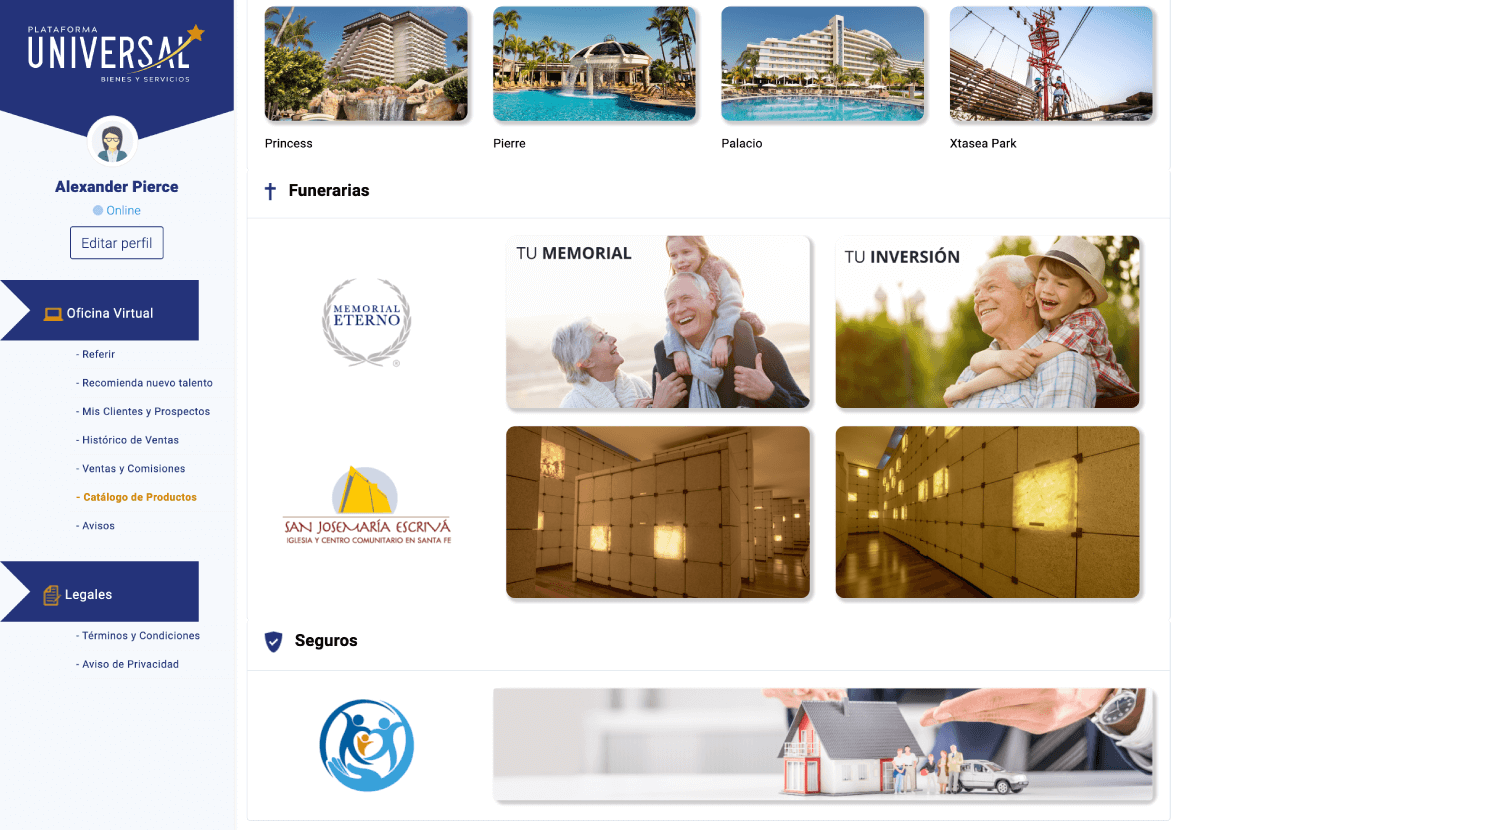 PLATAFORMA
UNIVERSAL
BIENES Y SERVICIOS
Alexander Pierce
Online
Editar perfil
Oficina Virtual
- Referir
- Recomienda nuevo talento
- Mis Clientes y Prospectos
- Histórico de Ventas
- Ventas y Comisiones
- Catálogo de Productos
- Avisos
Legales
- Términos y Condiciones
- Aviso de Privacidad
Princess
Pierre
Palacio
Xtasea Park
Funerarias
MEMORIAL
ETERNO
®
TU MEMORIAL
TU INVERSIÓN
SAN JOSEMARÍA ESCRIVÁ
IGLESIA Y CENTRO COMUNITARIO EN SANTA FE
Seguros